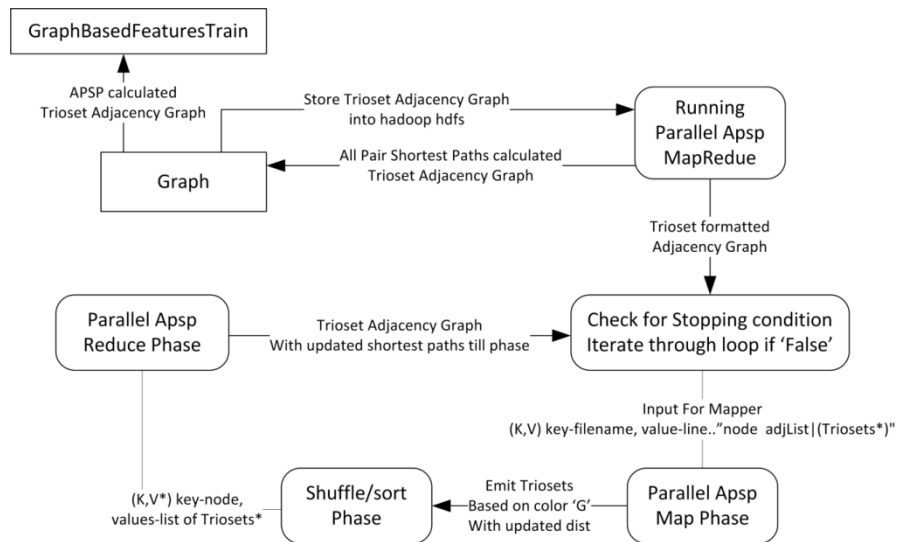 GraphBasedFeaturesTrain
APSP calculated
Trioset Adjacency Graph
Store Trioset Adjacency Graph
into hadoop hdfs
Running
Parallel Apsp
MapRedue
All Pair Shortest Paths calculated
Trioset Adjacency Graph
Graph
Trioset formatted
Adjacency Graph
Parallel Apsp
Reduce Phase
Trioset Adjacency Graph
With updated shortest paths till phase
Check for Stopping condition
Iterate through loop if ‘False’
Input For Mapper
(K,V) key-filename, value-line..”node adjList|(Triosets*)"
(K,V*) key-node,
values-list of Triosets*
Shuffle/sort
Phase
Emit Triosets
Based on color ‘G’
With updated dist
Parallel Apsp
Map Phase